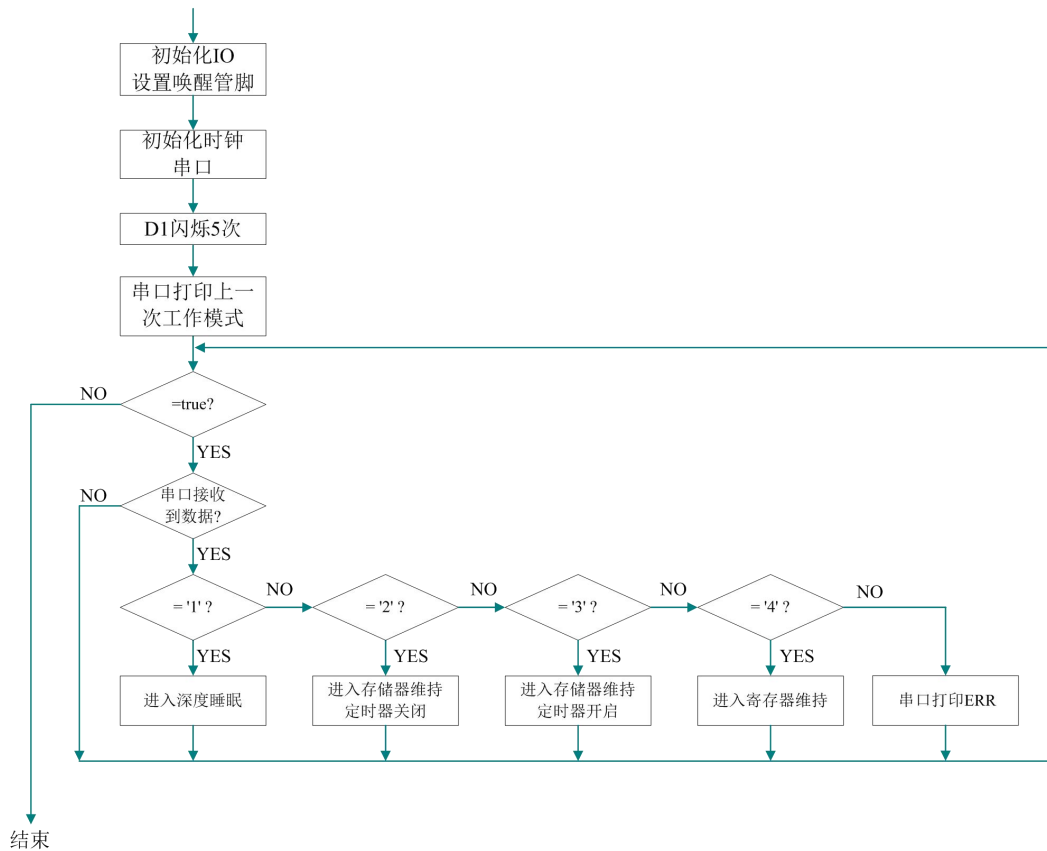 初始化IO
设置唤醒管脚
初始化时钟
串口
D1闪烁5次
串口打印上一
次工作模式
NO
=true?
YES
NO
串口接收
到数据?
YES
= '1' ?
NO
= '2' ?
NO
= '3' ?
NO
= '4' ?
NO
YES
YES
YES
YES
进入深度睡眠
进入存储器维持
定时器关闭
进入存储器维持
定时器开启
进入寄存器维持
串口打印ERR
结束